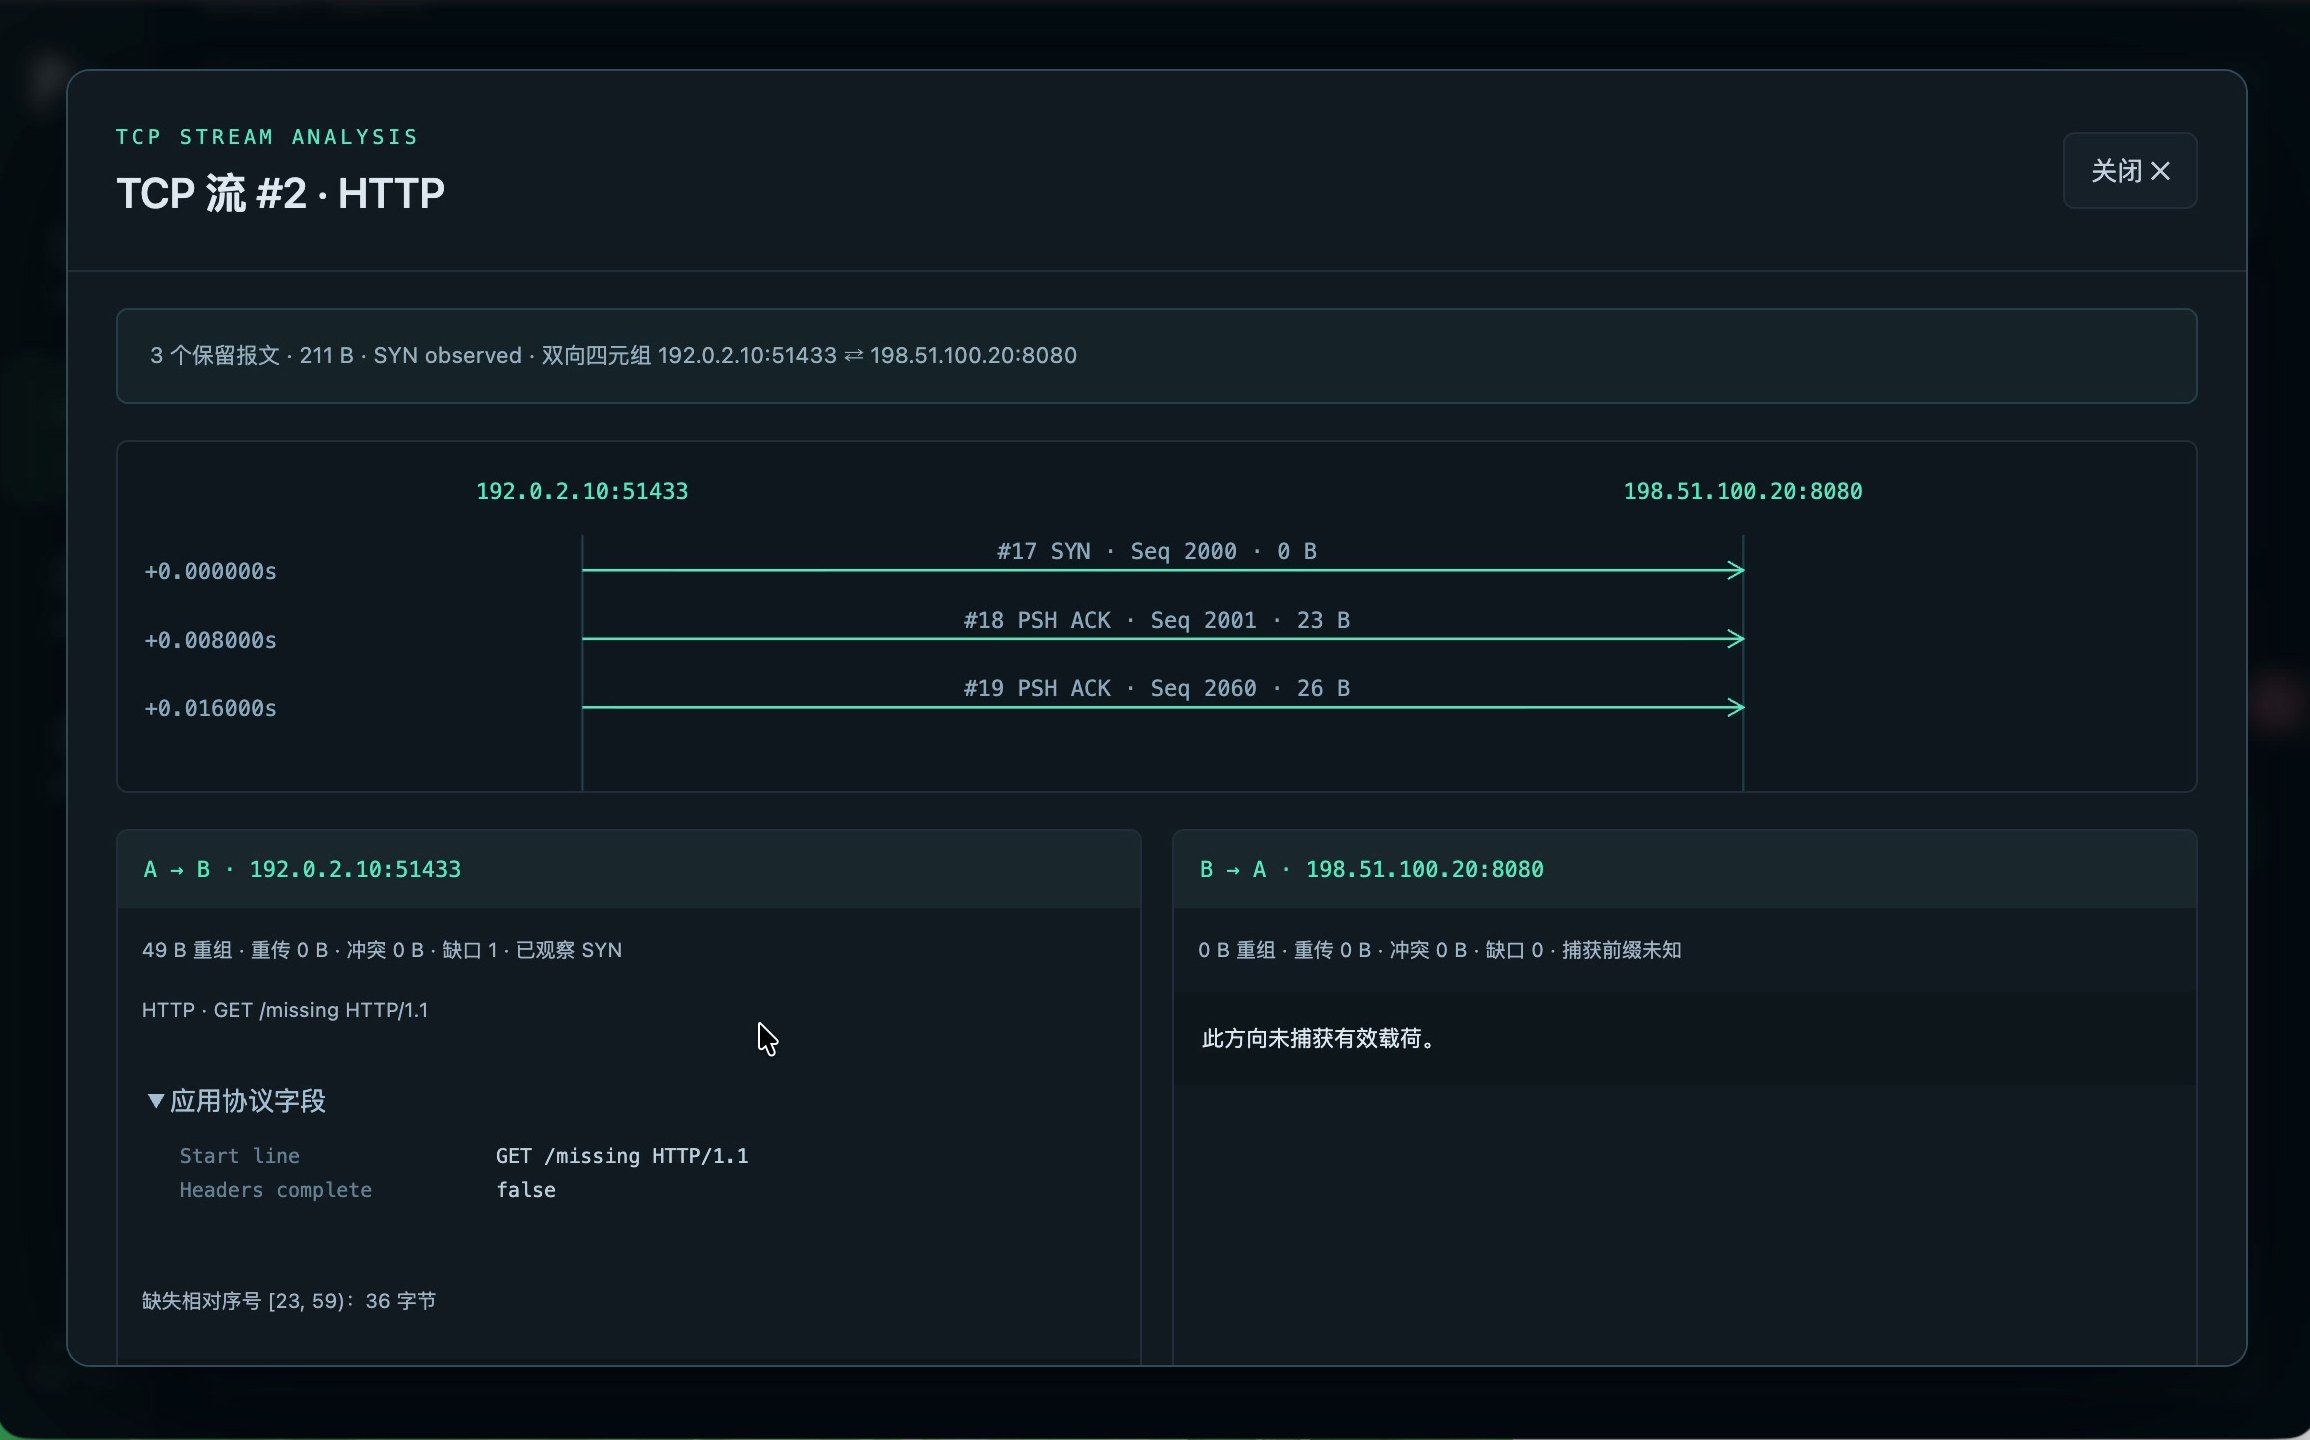 TCP STREAM ANALYSIS
TCP 流 #2 · HTTP
关闭 ×
3 个保留报文 · 211 B · SYN observed · 双向四元组 192.0.2.10:51433 ⇄ 198.51.100.20:8080
192.0.2.10:51433
198.51.100.20:8080
#17 SYN · Seq 2000 · 0 B
+0.000000s
#18 PSH ACK · Seq 2001 · 23 B
+0.008000s
#19 PSH ACK · Seq 2060 · 26 B
+0.016000s
A → B · 192.0.2.10:51433
49 B 重组 · 重传 0 B · 冲突 0 B · 缺口 1 · 已观察 SYN
HTTP · GET /missing HTTP/1.1
▼应用协议字段
Start line GET /missing HTTP/1.1
Headers complete false
缺失相对序号 [23, 59)：36 字节
B → A · 198.51.100.20:8080
0 B 重组 · 重传 0 B · 冲突 0 B · 缺口 0 · 捕获前缀未知
此方向未捕获有效载荷。